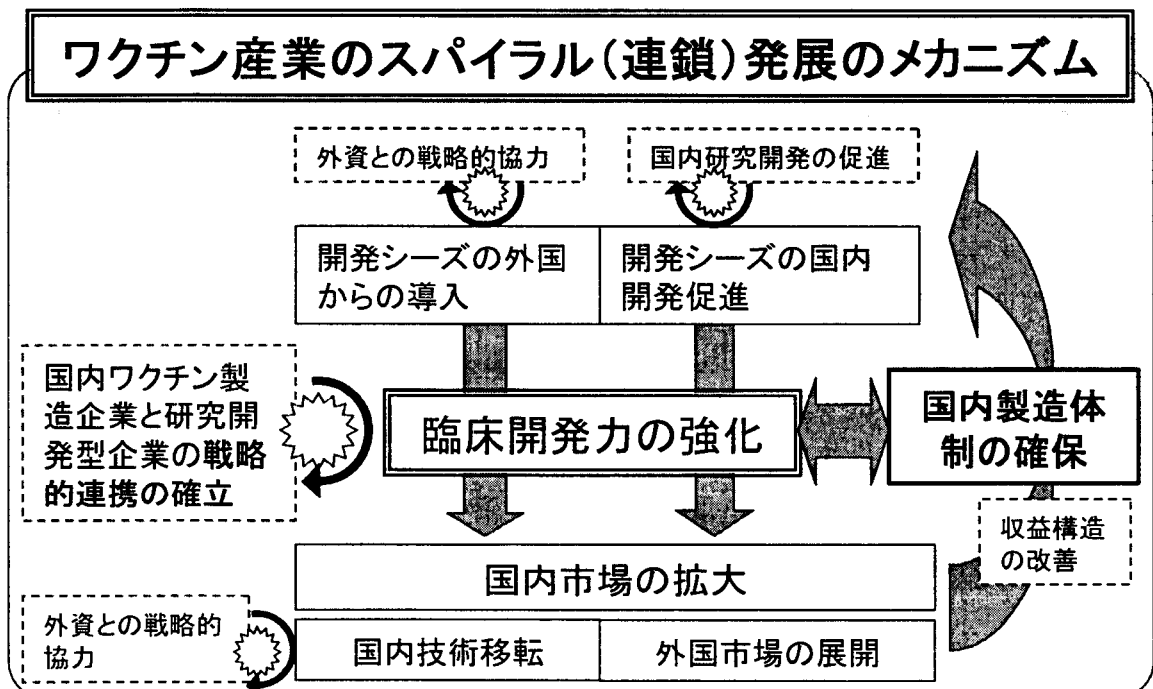 ワクチン産業のスパイラル(連鎖)発展のメカニズム
外資との戦略的協力
国内研究開発の促進
開発シーズの外国
からの導入
開発シーズの国内
開発促進
国内ワクチン製
造企業と研究開
発型企業の戦略
的連携の確立
臨床開発力の強化
国内製造体
制の確保
収益構造
の改善
国内市場の拡大
外資との戦略的
協力
国内技術移転
外国市場の展開